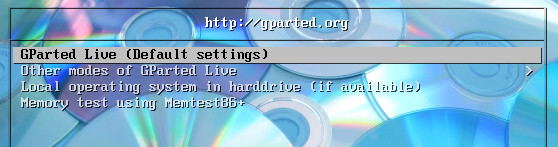 http://gparted.org
GParted Live (Default settings)
Other modes of GParted Live >
Local operating system in harddrive (if available)
Memory test using Memtest86+